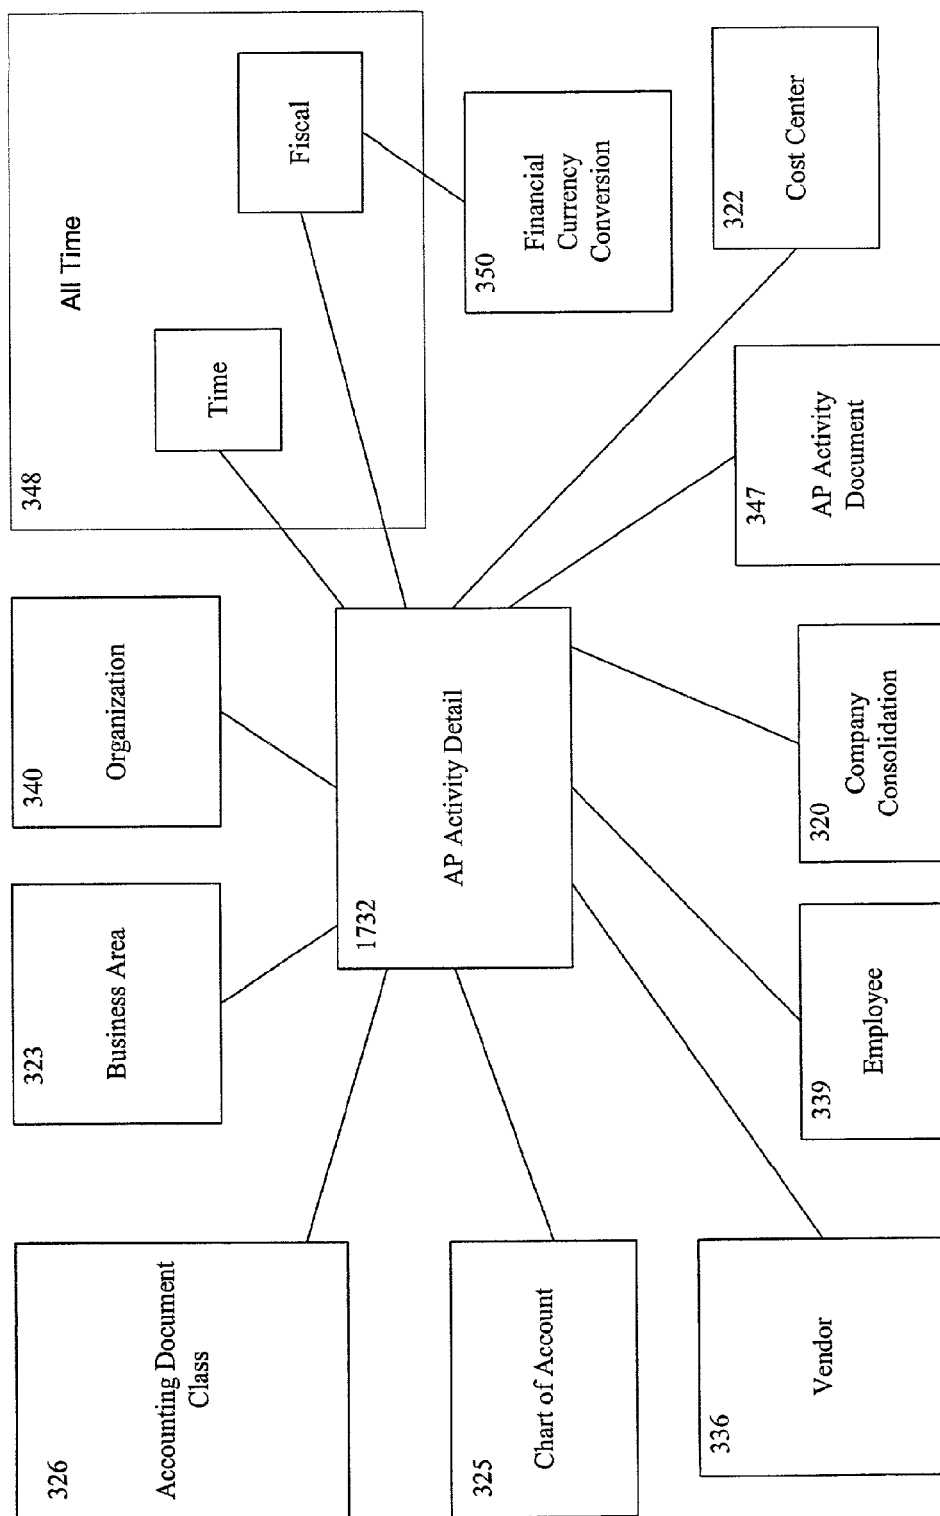 326
Accounting Document
Class
323
Business Area
340
Organization
348
All Time
Time
Fiscal
325
Chart of Account
1732
AP Activity Detail
350
Financial
Currency
Conversion
336
Vendor
339
Employee
320
Company
Consolidation
347
AP Activity
Document
322
Cost Center